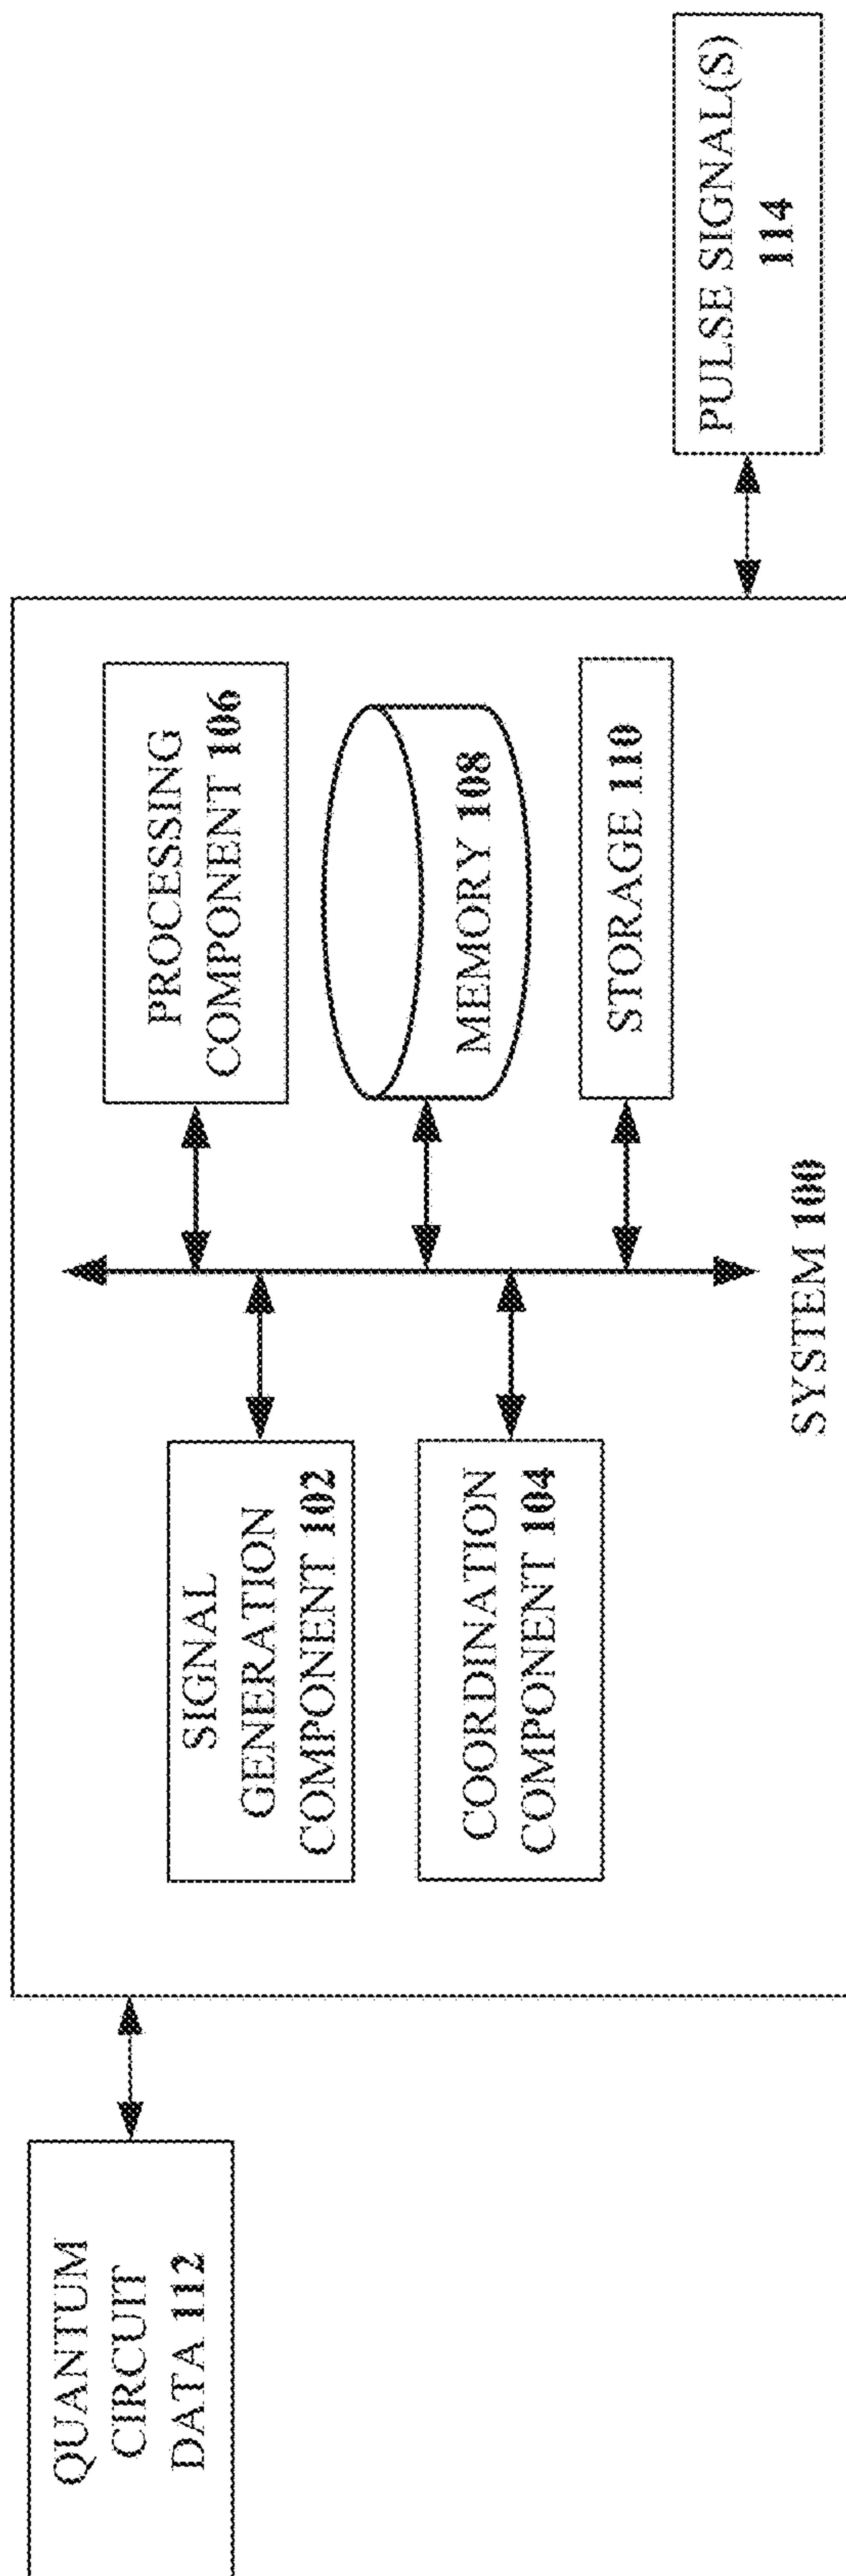 QUANTUM
CIRCUIT
DATA 112
SIGNAL
GENERATION
COMPONENT 102
COORDINATION
COMPONENT 104
PROCESSING
COMPONENT 106
MEMORY 108
STORAGE 110
SYSTEM 100
PULSE SIGNAL(S)
114